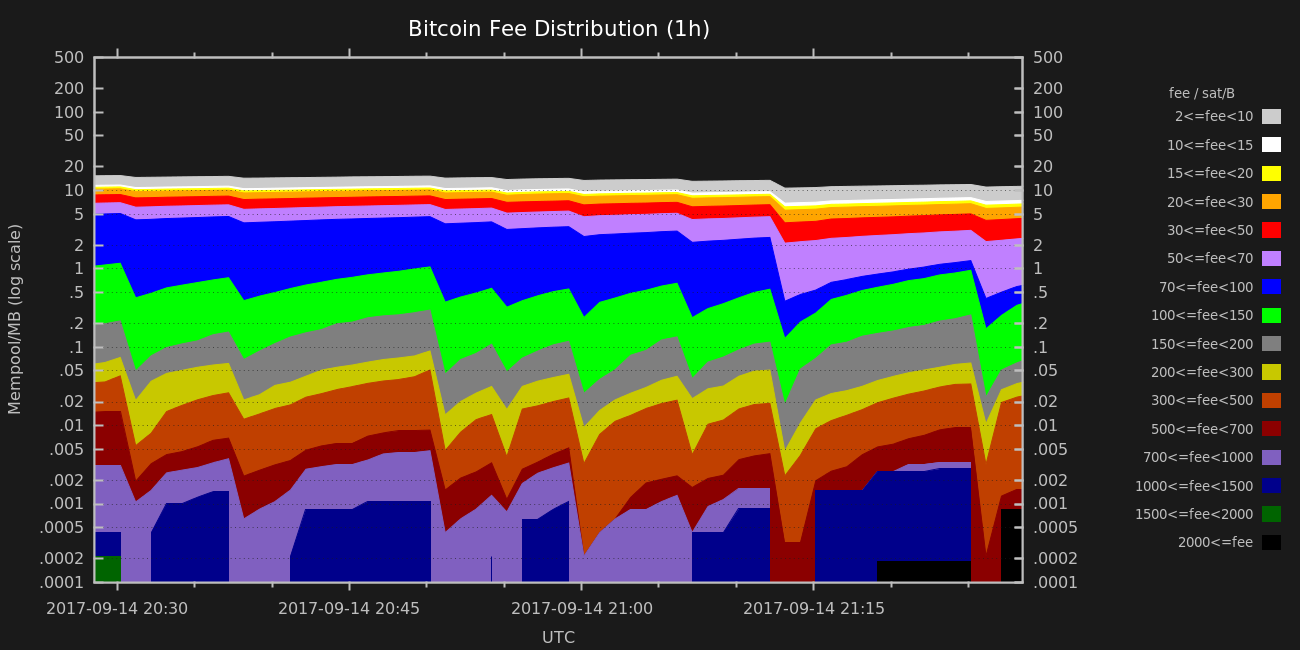 Bitcoin Fee Distribution (1h)
Mempool/MB (log scale)
500
200
100
50
20
10
5
2
1
.5
.2
.1
.05
.02
.01
.005
.002
.001
.0005
.0002
.0001
500
200
100
50
20
10
5
2
1
.5
.2
.1
.05
.02
.01
.005
.002
.001
.0005
.0002
.0001
2017-09-14 20:30
2017-09-14 20:45
2017-09-14 21:00
2017-09-14 21:15
UTC
fee / sat/B
2<=fee<10
10<=fee<15
15<=fee<20
20<=fee<30
30<=fee<50
50<=fee<70
70<=fee<100
100<=fee<150
150<=fee<200
200<=fee<300
300<=fee<500
500<=fee<700
700<=fee<1000
1000<=fee<1500
1500<=fee<2000
2000<=fee